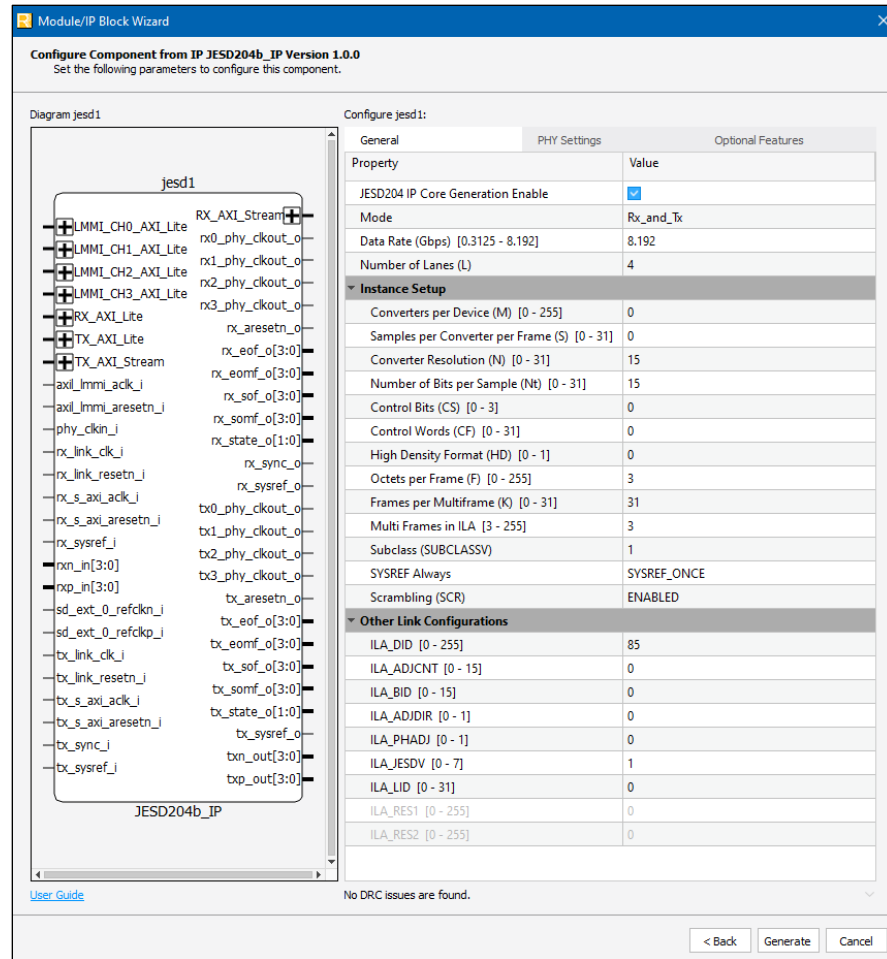 Module/IP Block Wizard
Configure Component from IP JESD204b_IP Version 1.0.0
Set the following parameters to configure this component.
Diagram jesd1
jesd1
LMMI_CH0_AXI_Lite
LMMI_CH1_AXI_Lite
LMMI_CH2_AXI_Lite
LMMI_CH3_AXI_Lite
RX_AXI_Lite
TX_AXI_Lite
TX_AXI_Stream
axil_lmmi_aclk_i
axil_lmmi_aresetn_i
phy_clkin_i
rx_link_clk_i
rx_link_resetn_i
rx_s_axi_aclk_i
rx_s_axi_aresetn_i
rx_sysref_i
rxn_in[3:0]
rxp_in[3:0]
sd_ext_0_refclkn_i
sd_ext_0_refclkp_i
tx_link_clk_i
tx_link_resetn_i
tx_s_axi_aclk_i
tx_s_axi_aresetn_i
tx_sync_i
tx_sysref_i
RX_AXI_Stream
rx0_phy_clkout_o
rx1_phy_clkout_o
rx2_phy_clkout_o
rx3_phy_clkout_o
rx_aresetn_o
rx_eof_o[3:0]
rx_eomf_o[3:0]
rx_sof_o[3:0]
rx_somf_o[3:0]
rx_state_o[1:0]
rx_sync_o
rx_sysref_o
tx0_phy_clkout_o
tx1_phy_clkout_o
tx2_phy_clkout_o
tx3_phy_clkout_o
tx_aresetn_o
tx_eof_o[3:0]
tx_eomf_o[3:0]
tx_sof_o[3:0]
tx_somf_o[3:0]
tx_state_o[1:0]
tx_sysref_o
txn_out[3:0]
txp_out[3:0]
JESD204b_IP
User Guide
Configure jesd1:
General PHY Settings Optional Features
Property Value
JESD204 IP Core Generation Enable
Mode Rx_and_Tx
Data Rate (Gbps) [0.3125 - 8.192] 8.192
Number of Lanes (L) 4
Instance Setup
Converters per Device (M) [0 - 255] 0
Samples per Converter per Frame (S) [0 - 31] 0
Converter Resolution (N) [0 - 31] 15
Number of Bits per Sample (Nt) [0 - 31] 15
Control Bits (CS) [0 - 3] 0
Control Words (CF) [0 - 31] 0
High Density Format (HD) [0 - 1] 0
Octets per Frame (F) [0 - 255] 3
Frames per Multiframe (K) [0 - 31] 31
Multi Frames in ILA [3 - 255] 3
Subclass (SUBCLASSV) 1
SYSREF Always SYSREF_ONCE
Scrambling (SCR) ENABLED
Other Link Configurations
ILA_DID [0 - 255] 85
ILA_ADJCNT [0 - 15] 0
ILA_BID [0 - 15] 0
ILA_ADJDIR [0 - 1] 0
ILA_PHADJ [0 - 1] 0
ILA_JESDV [0 - 7] 1
ILA_LID [0 - 31] 0
ILA_RES1 [0 - 255] 0
ILA_RES2 [0 - 255] 0
No DRC issues are found.
< Back Generate Cancel